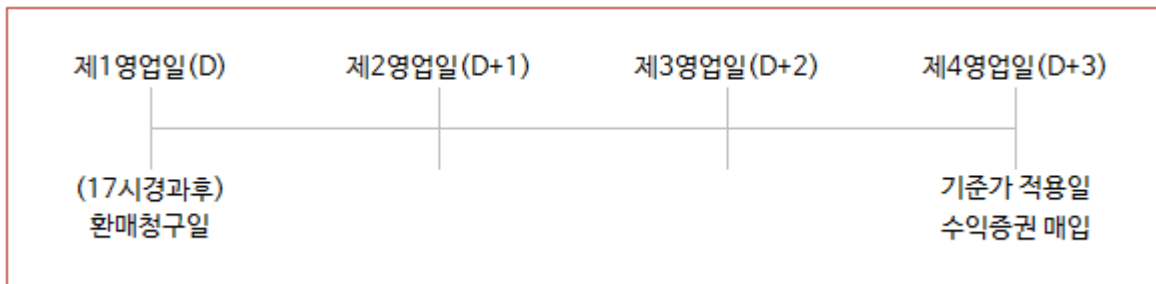 제1영업일(D) 제2영업일(D+1) 제3영업일(D+2) 제4영업일(D+3)
(17시경과후) 기준가 적용일
환매청구일 수익증권 매입